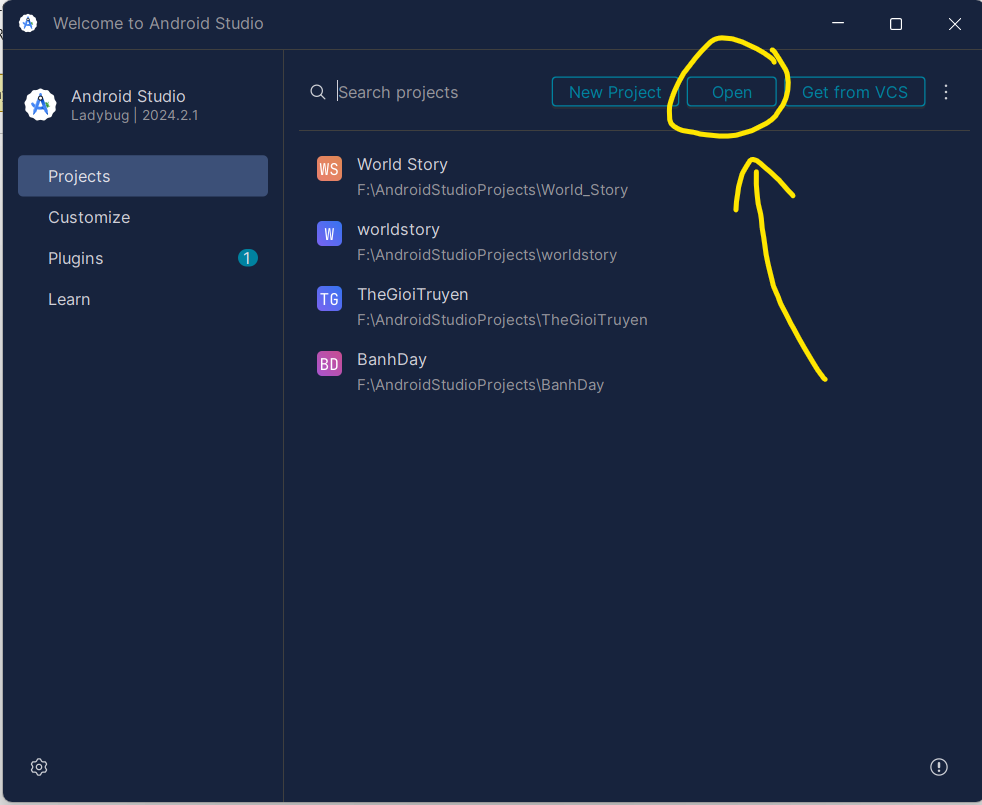 Welcome to Android Studio
Android Studio
Ladybug | 2024.2.1
Projects
Customize
Plugins 1
Learn
Search projects
New Project
Open
Get from VCS
WS World Story
F:\AndroidStudioProjects\World_Story
W worldstory
F:\AndroidStudioProjects\worldstory
TG TheGioiTruyen
F:\AndroidStudioProjects\TheGioiTruyen
BD BanhDay
F:\AndroidStudioProjects\BanhDay